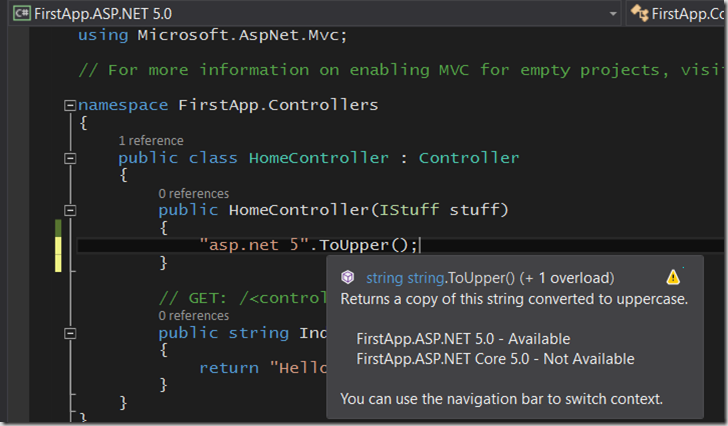 FirstApp.ASP.NET 5.0 FirstApp.Co
using Microsoft.AspNet.Mvc;
// For more information on enabling MVC for empty projects, visi
namespace FirstApp.Controllers
{
1 reference
public class HomeController : Controller
{
0 references
public HomeController(IStuff stuff)
{
"asp.net 5".ToUpper();
}
string string.ToUpper() (+ 1 overload)
Returns a copy of this string converted to uppercase.
FirstApp.ASP.NET 5.0 - Available
FirstApp.ASP.NET Core 5.0 - Not Available
You can use the navigation bar to switch context.
// GET: /<control
0 references
public string Ind
{
return "Hello
}
}
}